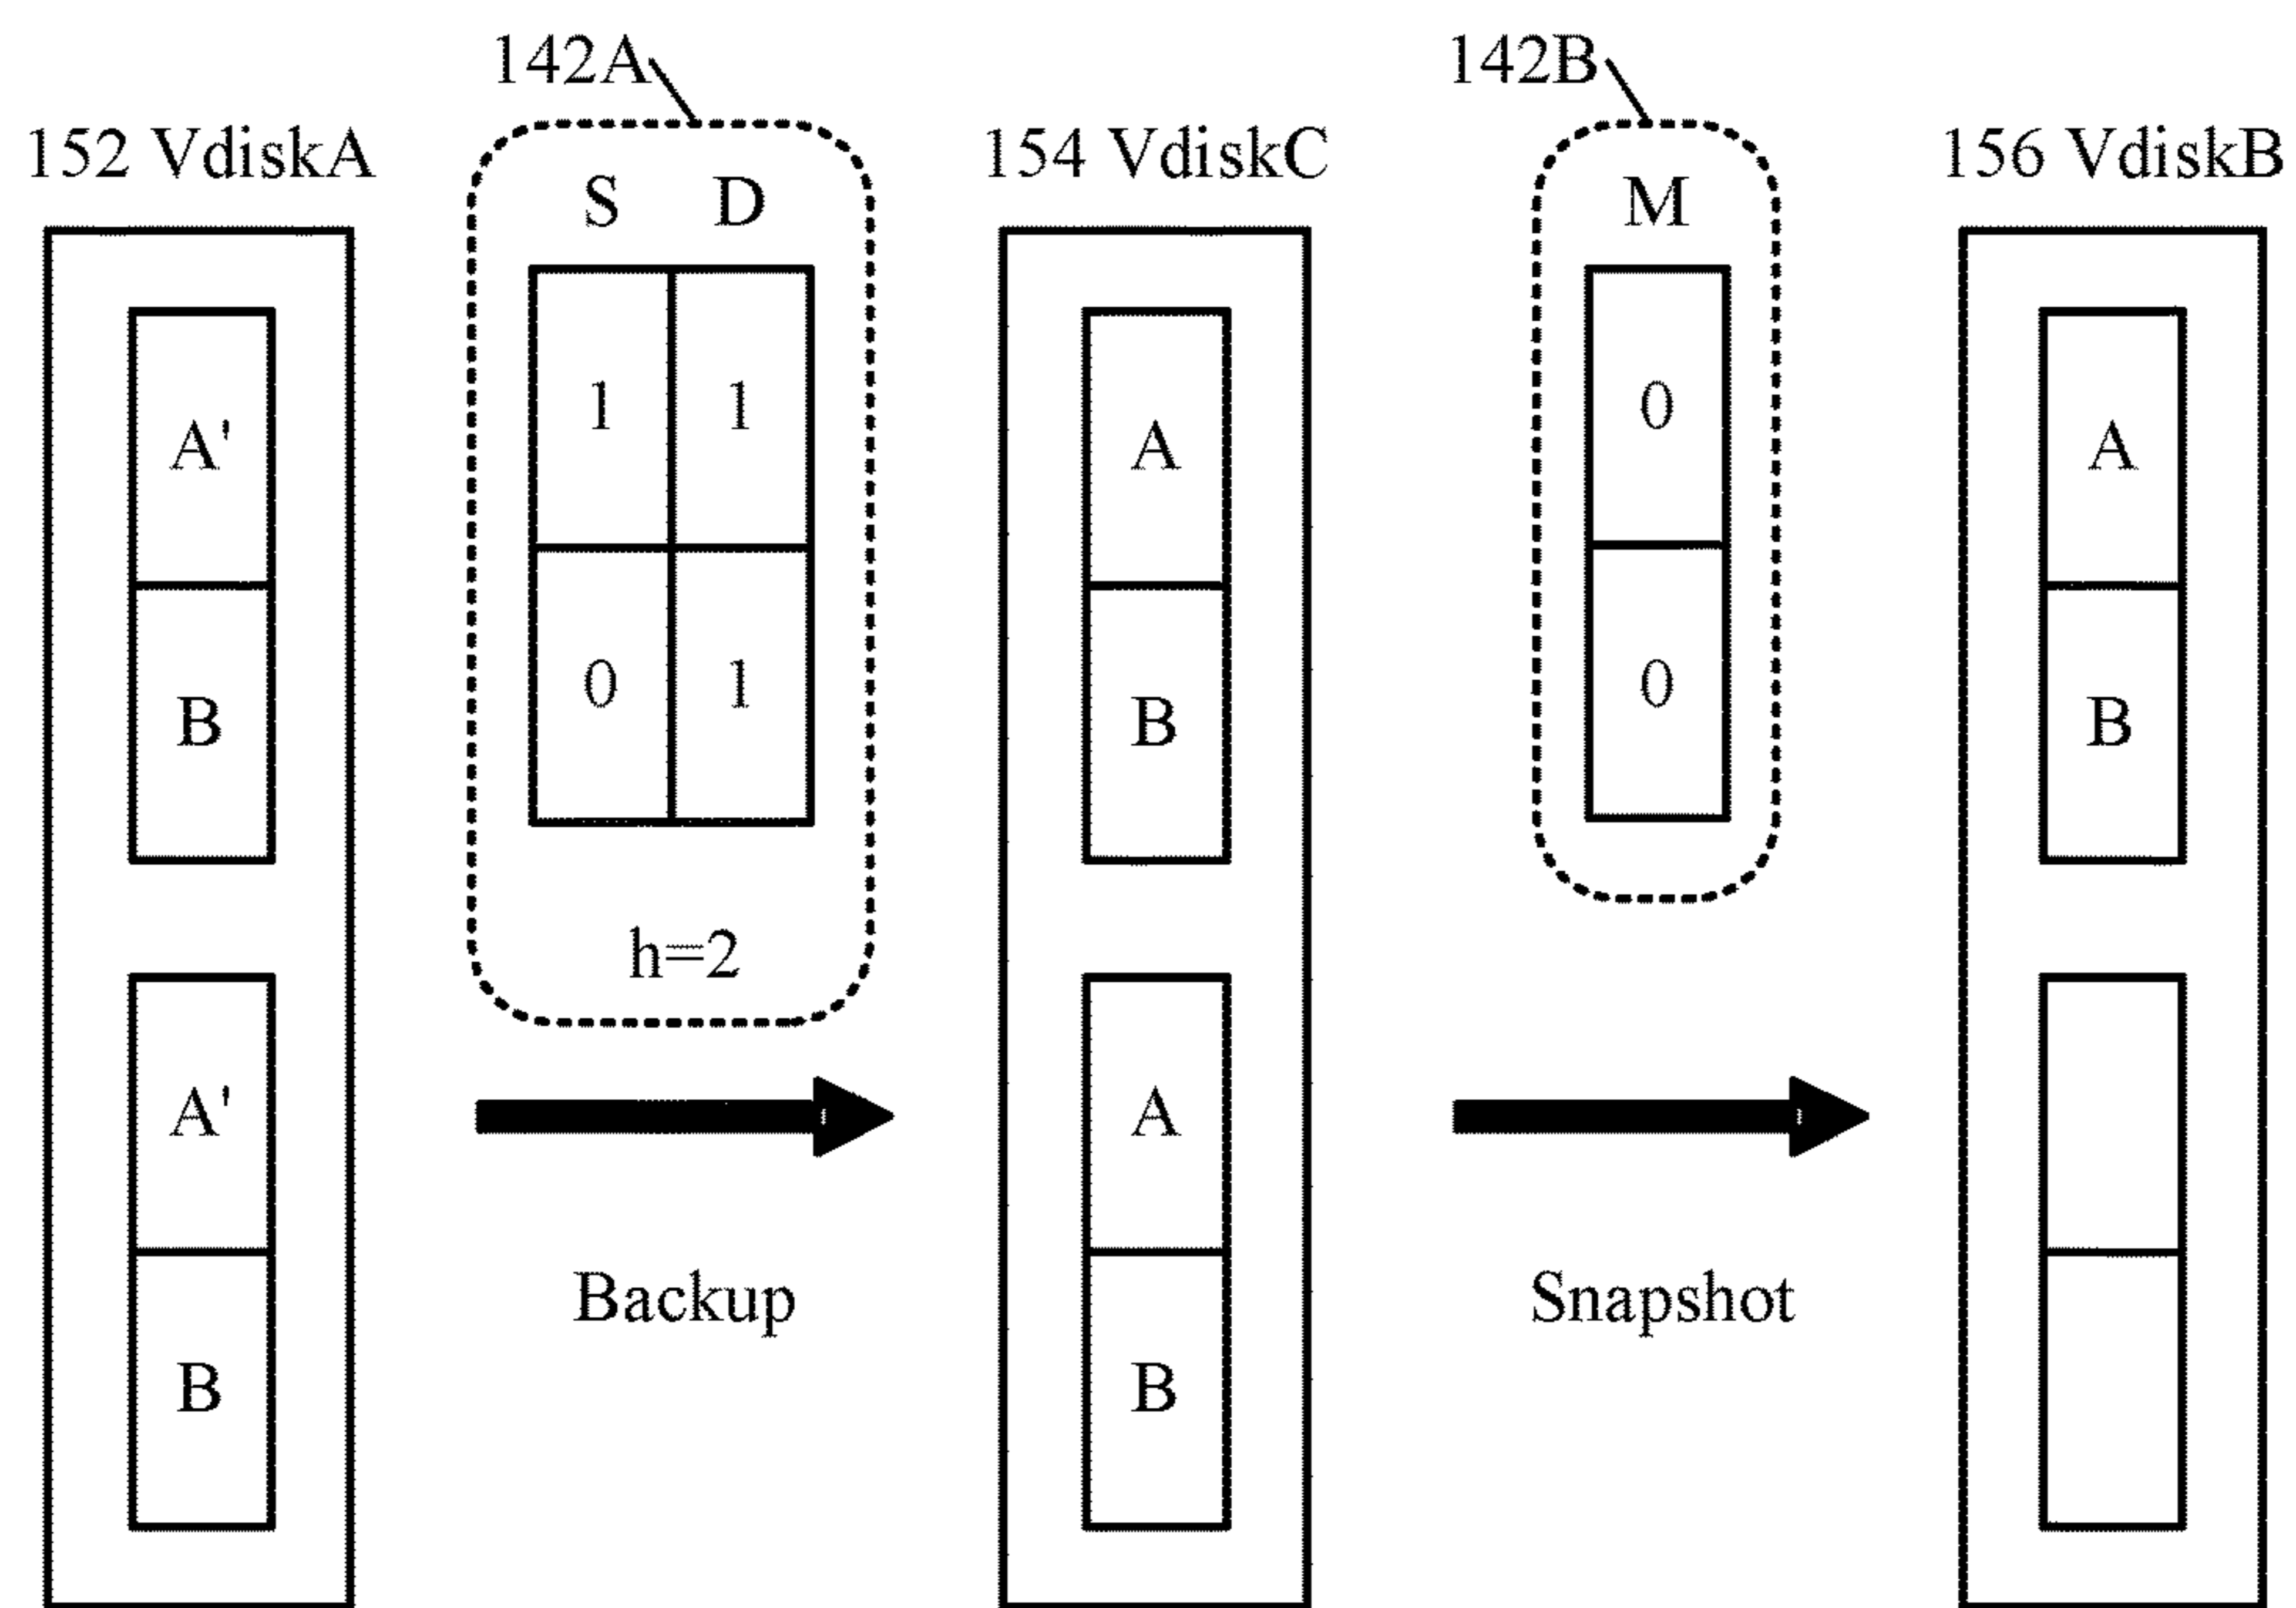 142A
142B
152 VdiskA
154 VdiskC
156 VdiskB
S D
M
1 1
0
A'
A
A
0 1
0
B
B
B
h=2
A'
A
Backup
Snapshot
B
B